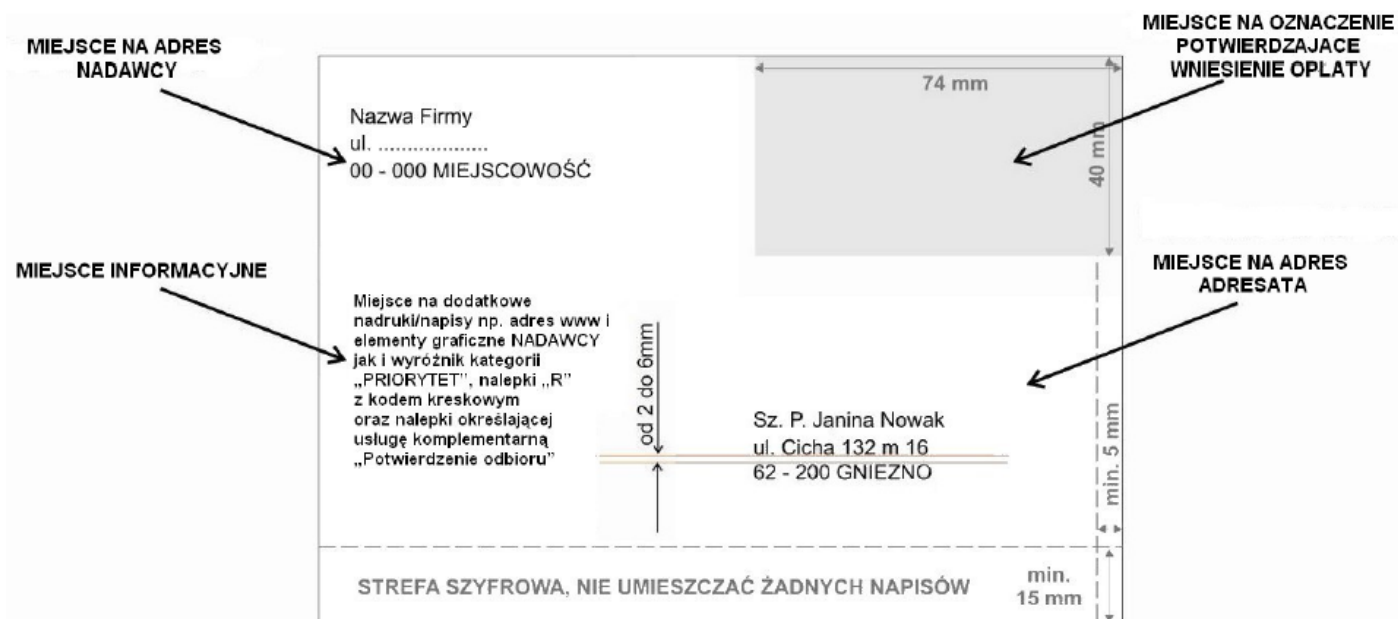 MIEJSCE NA ADRES
NADAWCY
MIEJSCE NA OZNACZENIE
POTWIERDZAJACE
WNIESIENIE OPLATY
74 mm
40 mm
Nazwa Firmy
ul. ...................
00 - 000 MIEJSCOWOŚĆ
MIEJSCE INFORMACYJNE
MIEJSCE NA ADRES
ADRESATA
Miejsce na dodatkowe
nadruki/napisy np. adres www i
elementy graficzne NADAWCY
jak i wyróżnik kategorii
„PRIORYTET”, nalepki „R”
z kodem kreskowym
oraz nalepki określającej
usługę komplementarną
„Potwierdzenie odbioru”
od 2 do 6mm
Sz. P. Janina Nowak
ul. Cicha 132 m 16
62 - 200 GNIEZNO
min. 5 mm
STREFA SZYFROWA, NIE UMIESZCZAĆ ŻADNYCH NAPISÓW
min.
15 mm